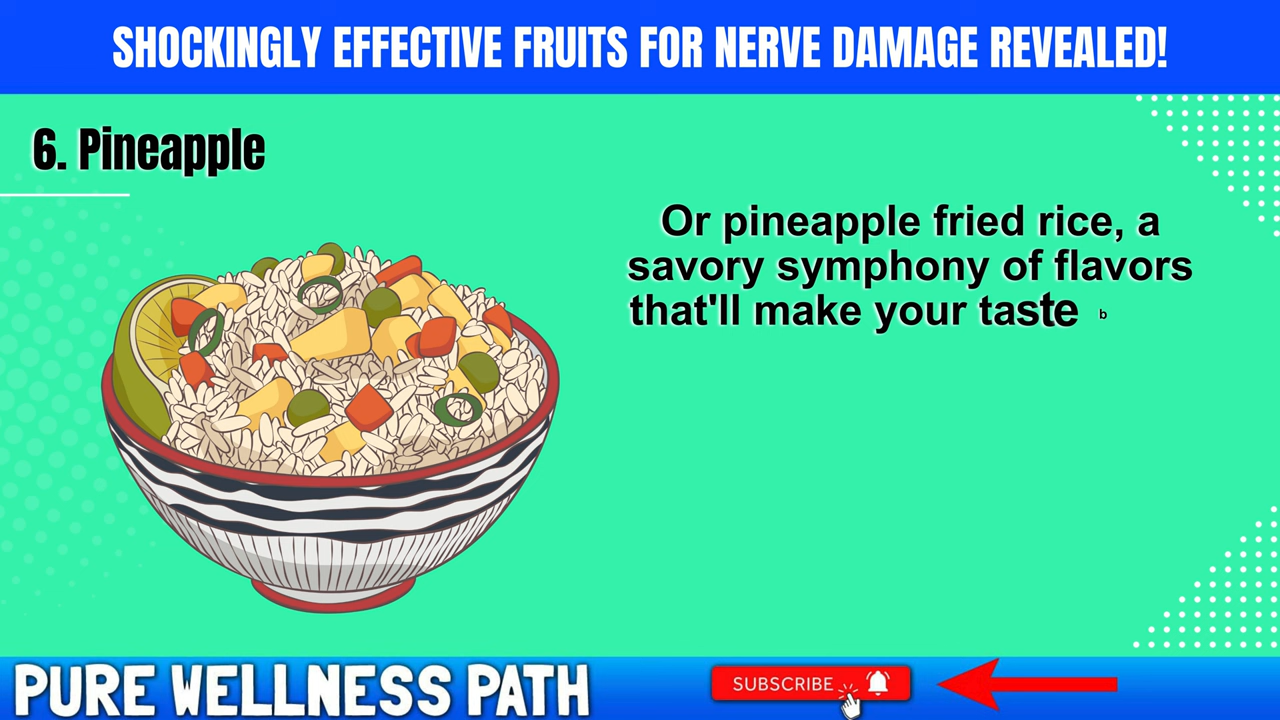 SHOCKINGLY EFFECTIVE FRUITS FOR NERVE DAMAGE REVEALED!
6. Pineapple
Or pineapple fried rice, a
savory symphony of flavors
that'll make your taste b
PURE WELLNESS PATH
SUBSCRIBE